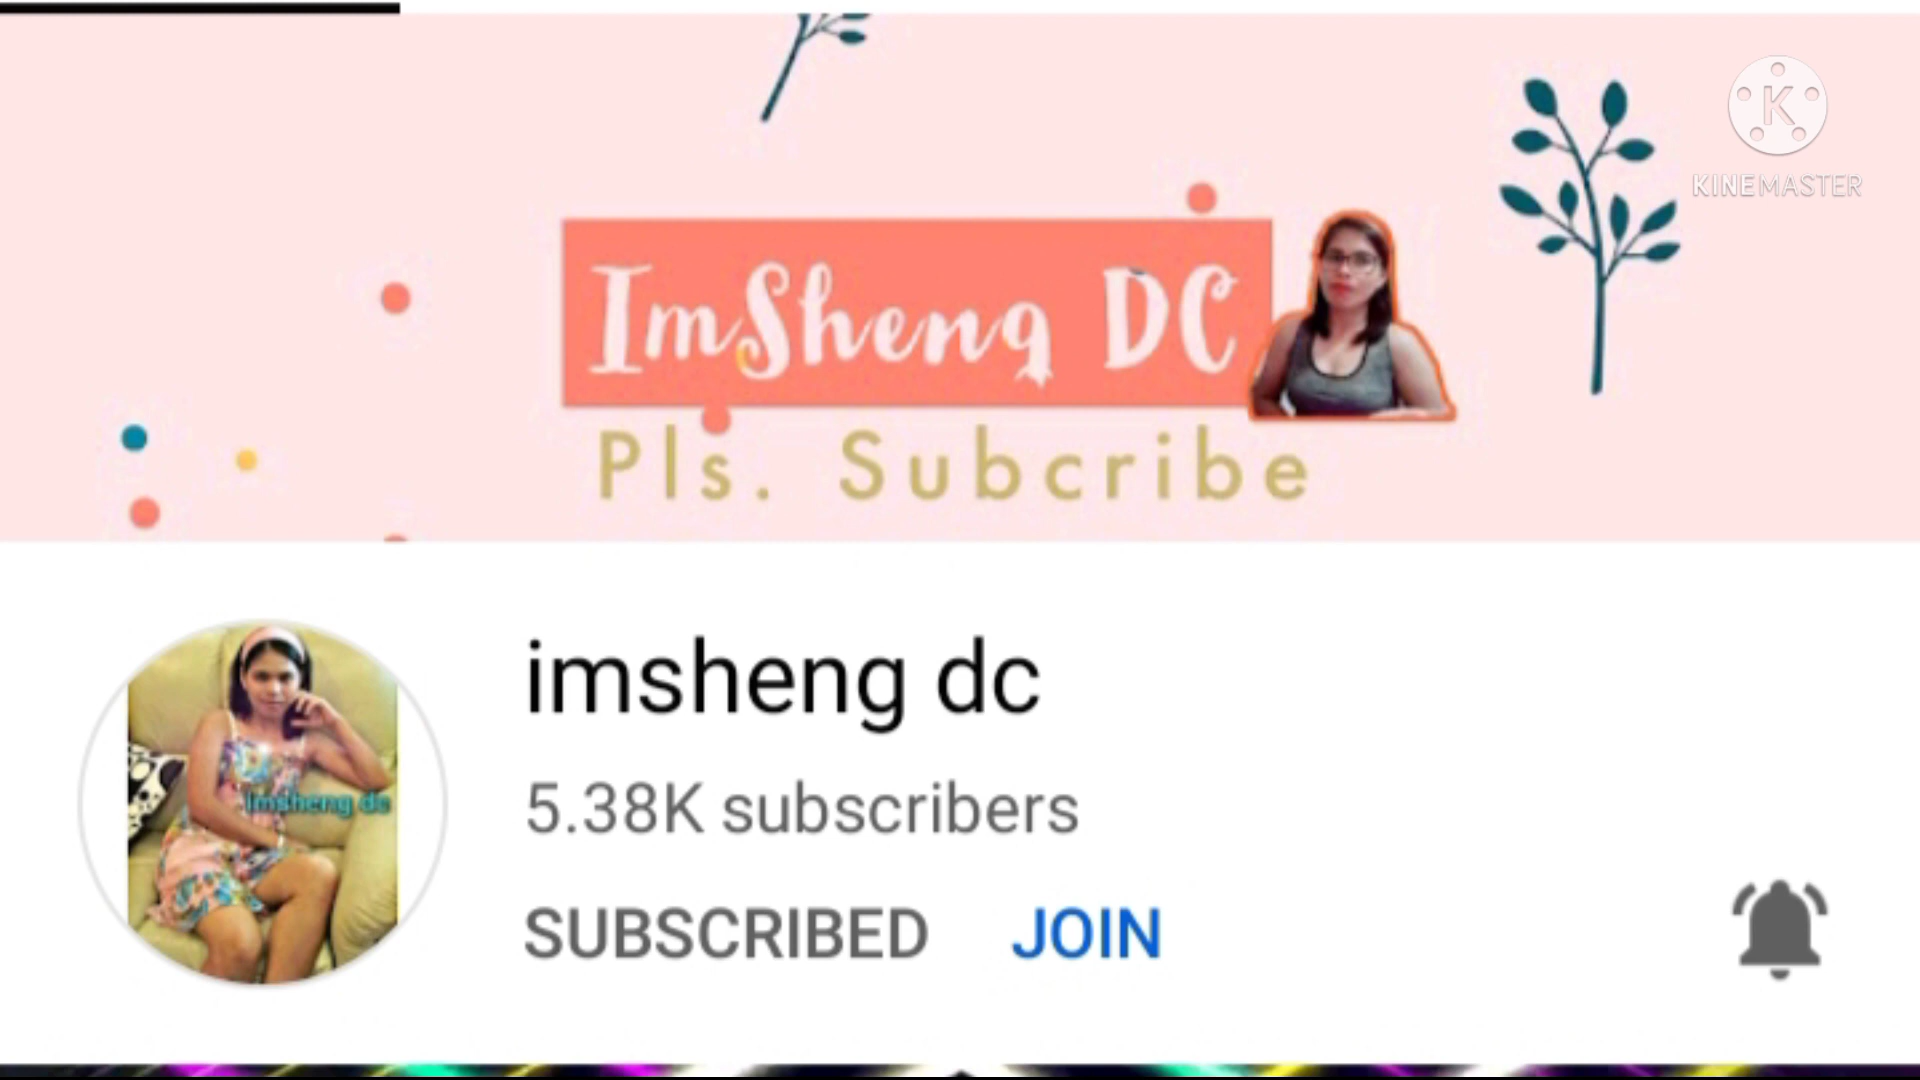 K
KINEMASTER
ImSheng DC
Pls. Subcribe
imsheng dc
imsheng dc
5.38K subscribers
SUBSCRIBED JOIN